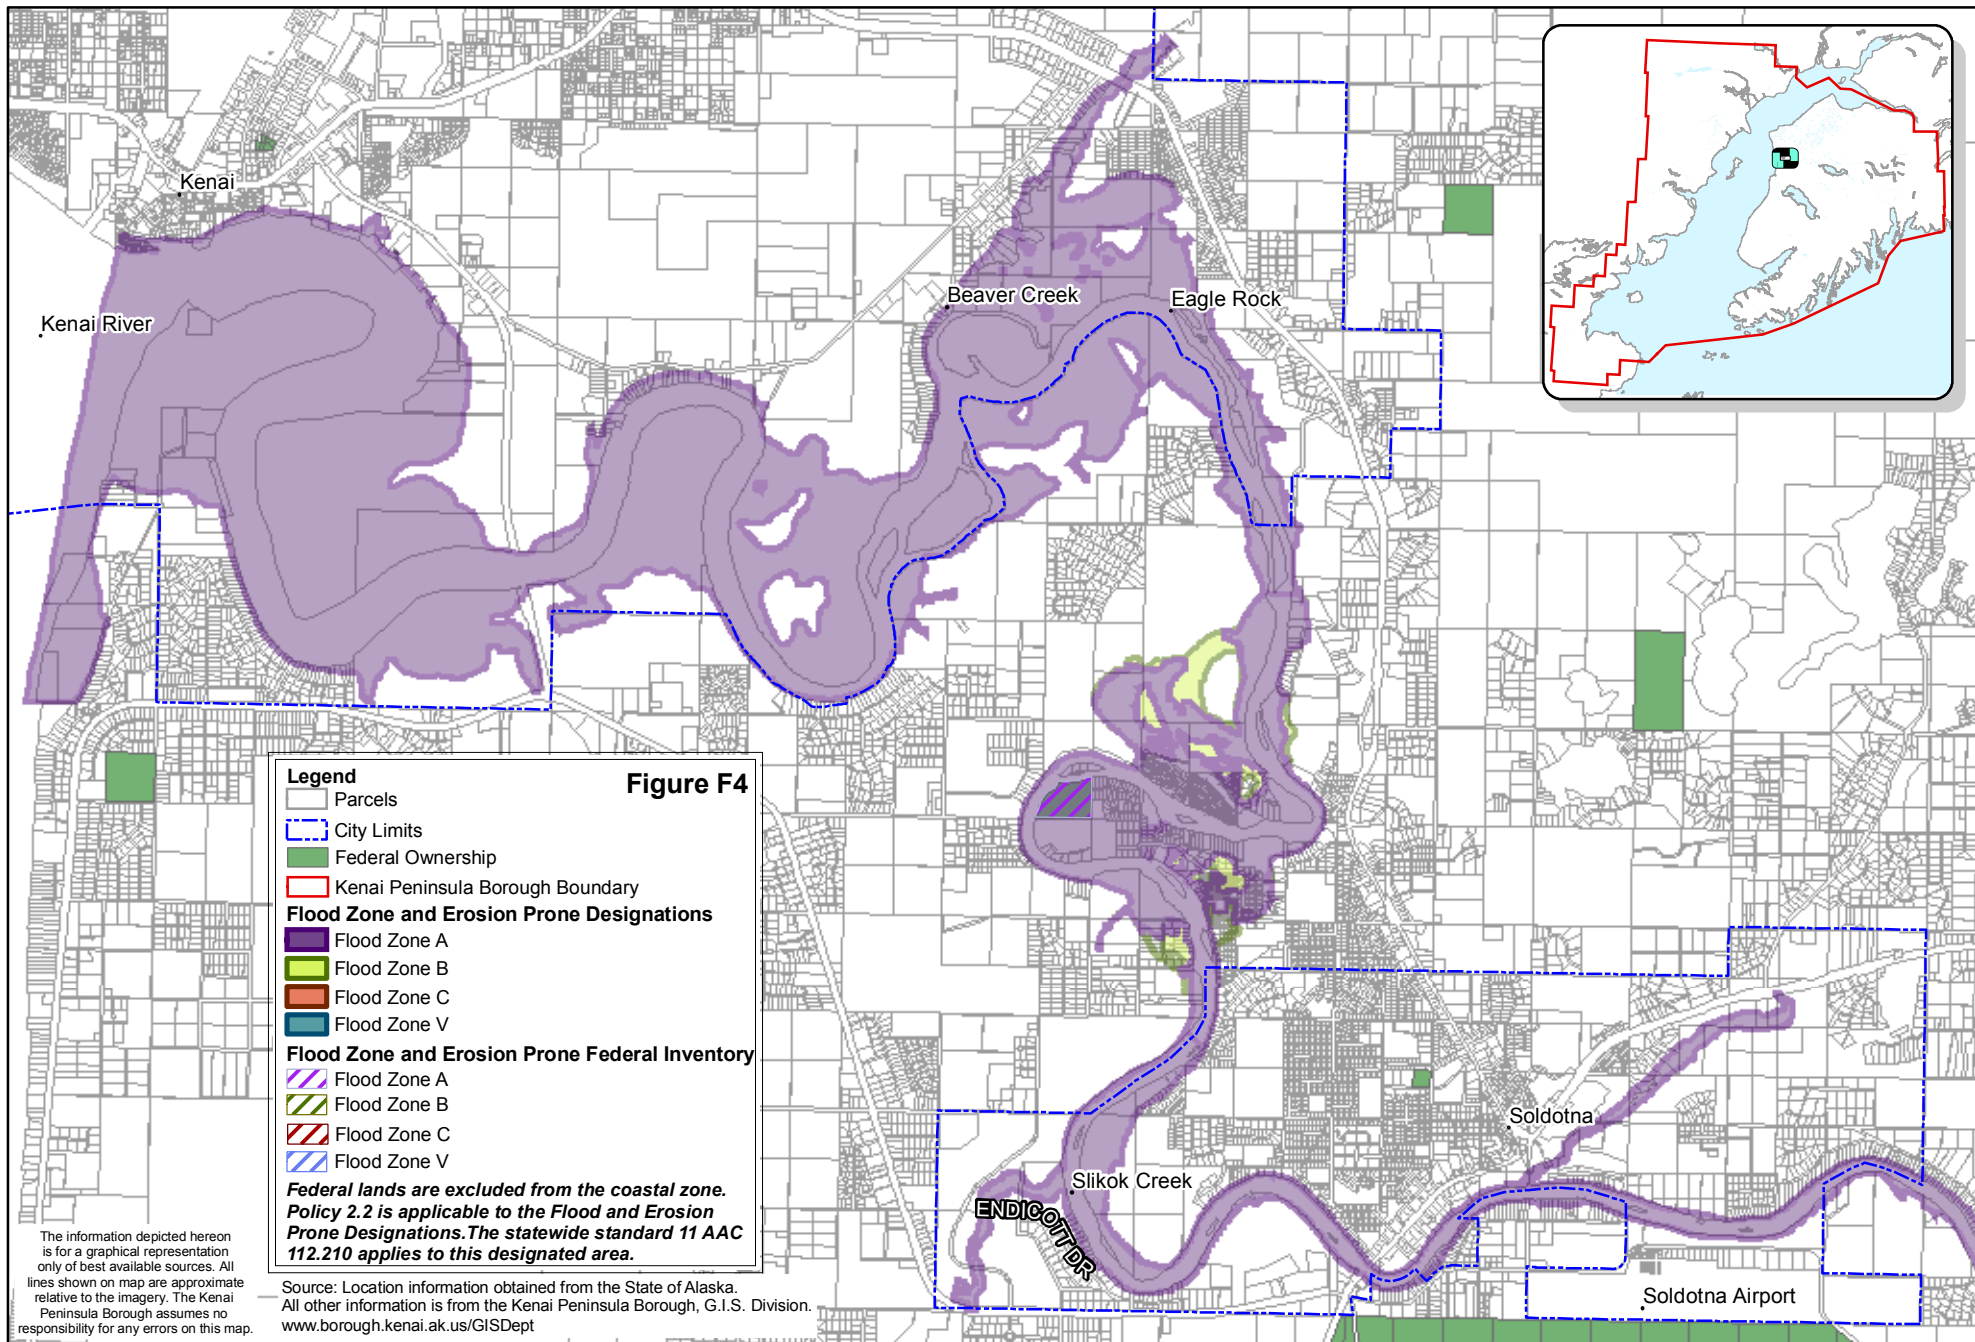 Kenai
Kenai River
Beaver Creek
Eagle Rock
Legend
Figure F4
Parcels
City Limits
Federal Ownership
Kenai Peninsula Borough Boundary
Flood Zone and Erosion Prone Designations
Flood Zone A
Flood Zone B
Flood Zone C
Flood Zone V
Flood Zone and Erosion Prone Federal Inventory
Flood Zone A
Flood Zone B
Flood Zone C
Flood Zone V
Federal lands are excluded from the coastal zone.
Policy 2.2 is applicable to the Flood and Erosion
Prone Designations.The statewide standard 11 AAC
112.210 applies to this designated area.
Soldotna
Slikok Creek
ENDICOTT DR
Soldotna Airport
The information depicted hereon
is for a graphical representation
only of best available sources. All
lines shown on map are approximate
relative to the imagery. The Kenai
Peninsula Borough assumes no
responsibility for any errors on this map.
Source: Location information obtained from the State of Alaska.
All other information is from the Kenai Peninsula Borough, G.I.S. Division.
www.borough.kenai.ak.us/GISDept